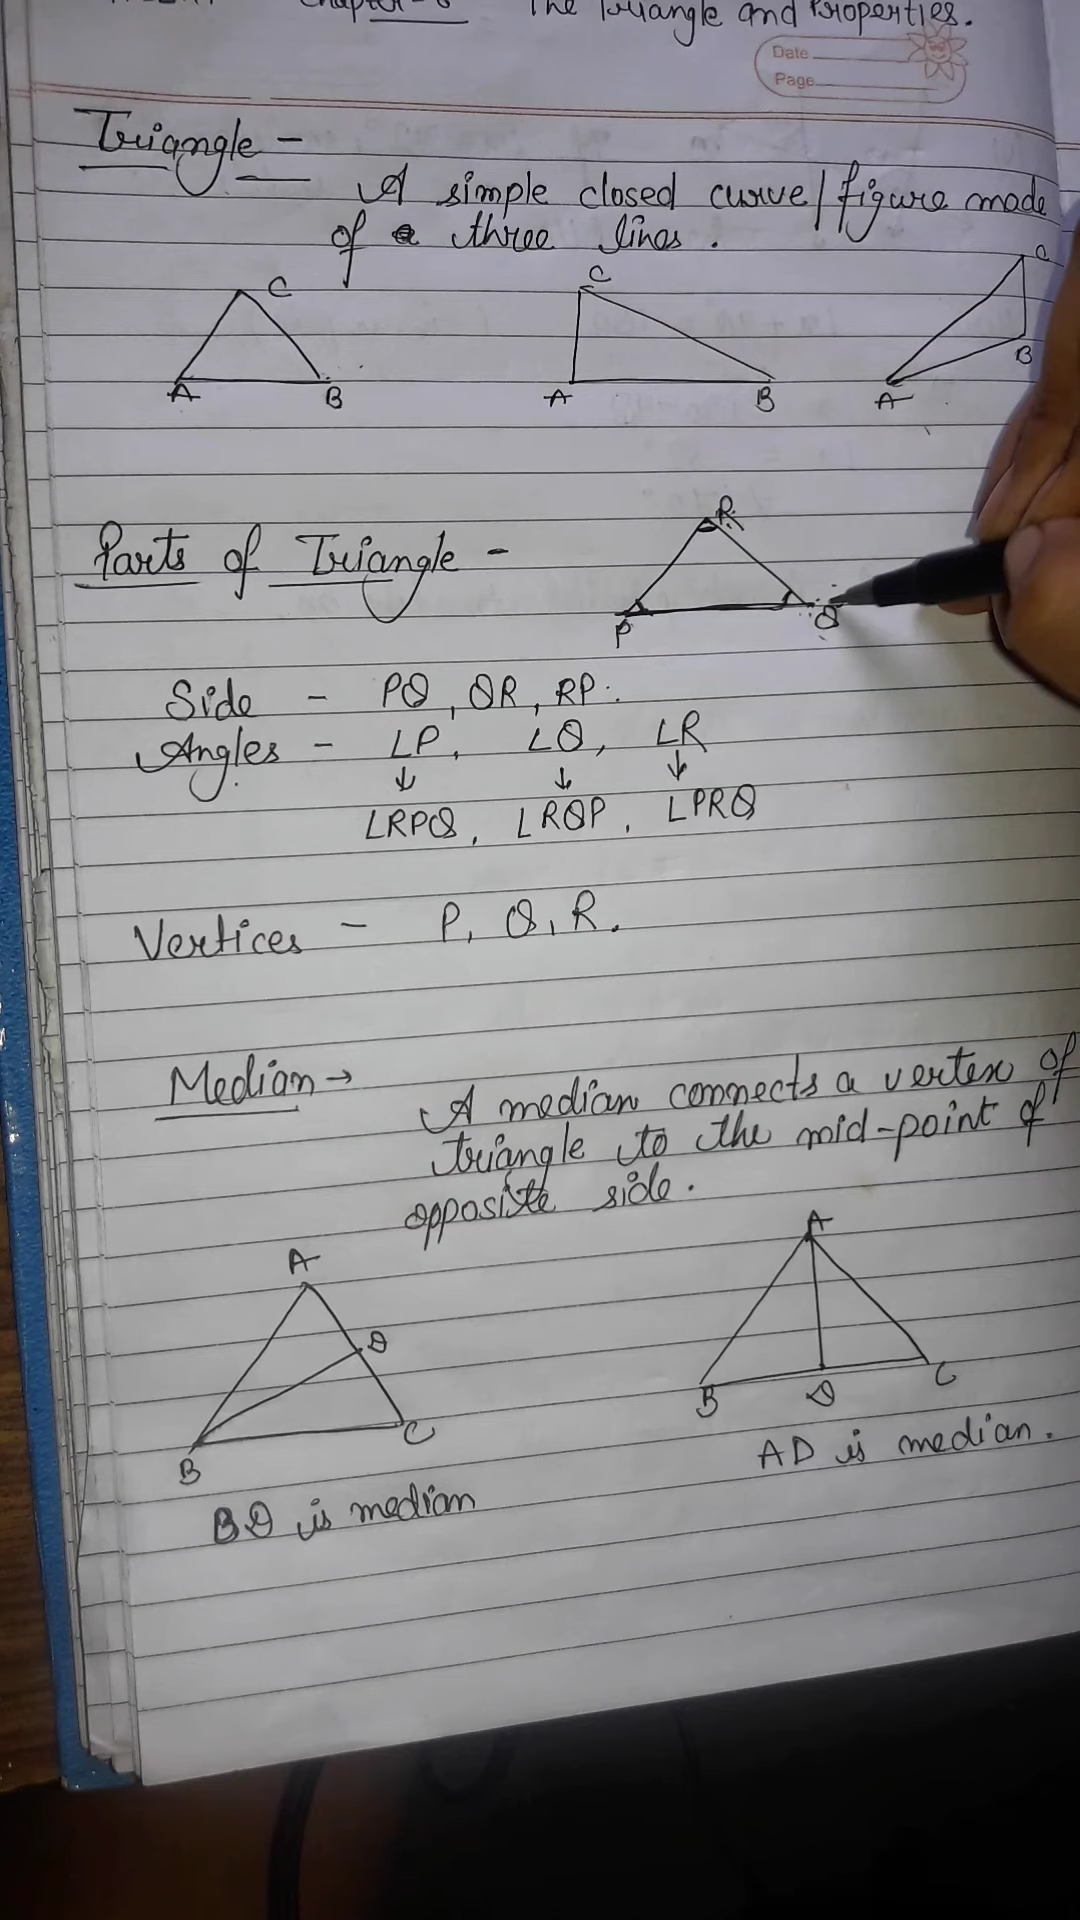 The Triangle and Properties.
Date
Page
Triangle -
A simple closed curve/figure made
of a three lines.
C
A
B
C
A
B
C
B
A
Parts of Triangle -
R
P
Q
Side - PQ, QR, RP.
Angles - ∠P, ∠Q, ∠R
↓ ↓ ↓
∠RPQ, ∠RQP, ∠PRQ
Vertices - P, Q, R.
Median →
A median connects a vertex of
triangle to the mid-point of
opposite side.
A
D
B
C
BD is median
A
B
D
C
AD is median.